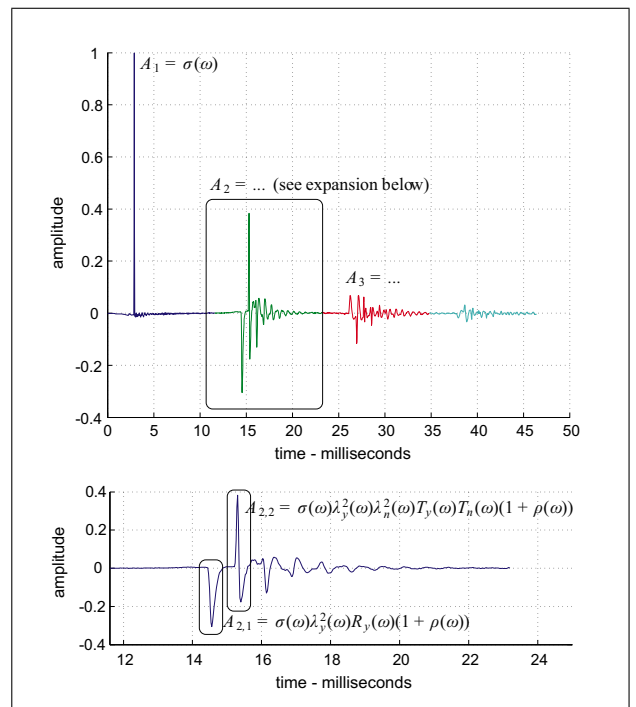 A₁ = σ(ω)
A₂ = ... (see expansion below)
A₃ = ...
amplitude
1
0.8
0.6
0.4
0.2
0
-0.2
-0.4
0 5 10 15 20 25 30 35 40 45 50
time - milliseconds
A₂,₂ = σ(ω)λ_y²(ω)λ_n²(ω)T_y(ω)T_n(ω)(1 + ρ(ω))
A₂,₁ = σ(ω)λ_y²(ω)R_y(ω)(1 + ρ(ω))
amplitude
0.4
0.2
0
-0.2
-0.4
12 14 16 18 20 22 24
time - milliseconds